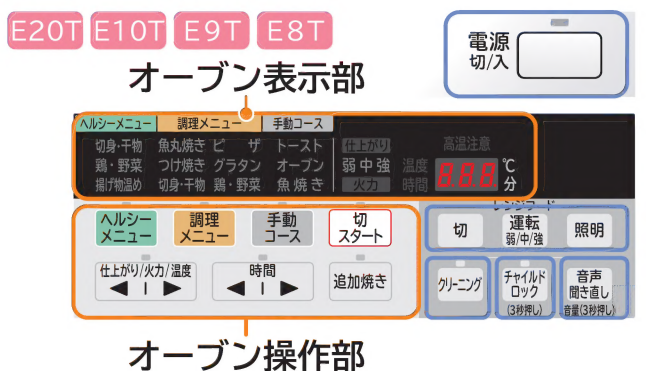 E20T E10T E9T E8T
電源
切/入
オーブン表示部
ヘルシーメニュー 調理メニュー 手動コース
切身・干物 魚丸焼き ピザ トースト 仕上がり 高温注意
鶏・野菜 つけ焼き グラタン オーブン 弱中強 温度 888 ℃
揚げ物温め 切身・干物 鶏・野菜 魚焼き 火力 時間 分
レンジフード
ヘルシー
メニュー
調理
メニュー
手動
コース
切
スタート
切
運転
弱/中/強
照明
仕上がり/火力/温度
◀ | ▶
時間
◀ | ▶
追加焼き
クリーニング
チャイルド
ロック
(3秒押し)
音声
聞き直し
音量(3秒押し)
オーブン操作部